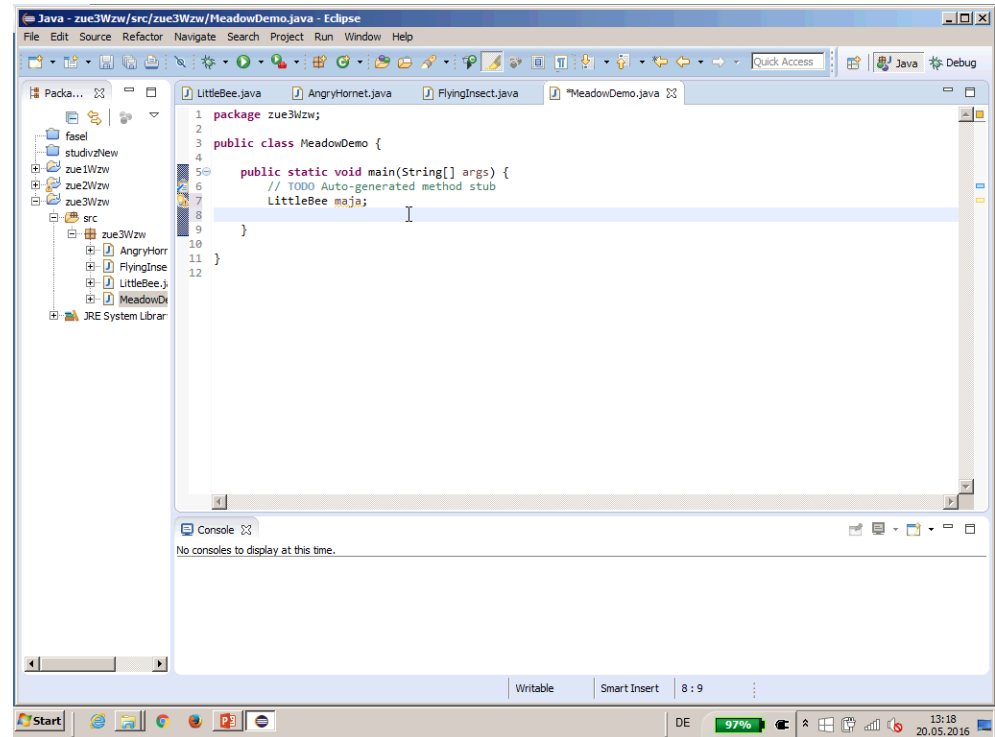 Java - zue3Wzw/src/zue3Wzw/MeadowDemo.java - Eclipse
File Edit Source Refactor Navigate Search Project Run Window Help
Quick Access Java Debug
Packa...
LittleBee.java AngryHornet.java FlyingInsect.java *MeadowDemo.java
fasel
studivzNew
zue1Wzw
zue2Wzw
zue3Wzw
src
zue3Wzw
AngryHorr
FlyingInse
LittleBee.j
MeadowDe
JRE System Librar
1 package zue3Wzw;
2
3 public class MeadowDemo {
4
5 public static void main(String[] args) {
6 // TODO Auto-generated method stub
7 LittleBee maja;
8
9 }
10
11 }
12
Console
No consoles to display at this time.
Writable Smart Insert 8 : 9
Start DE 97% 13:18
20.05.2016